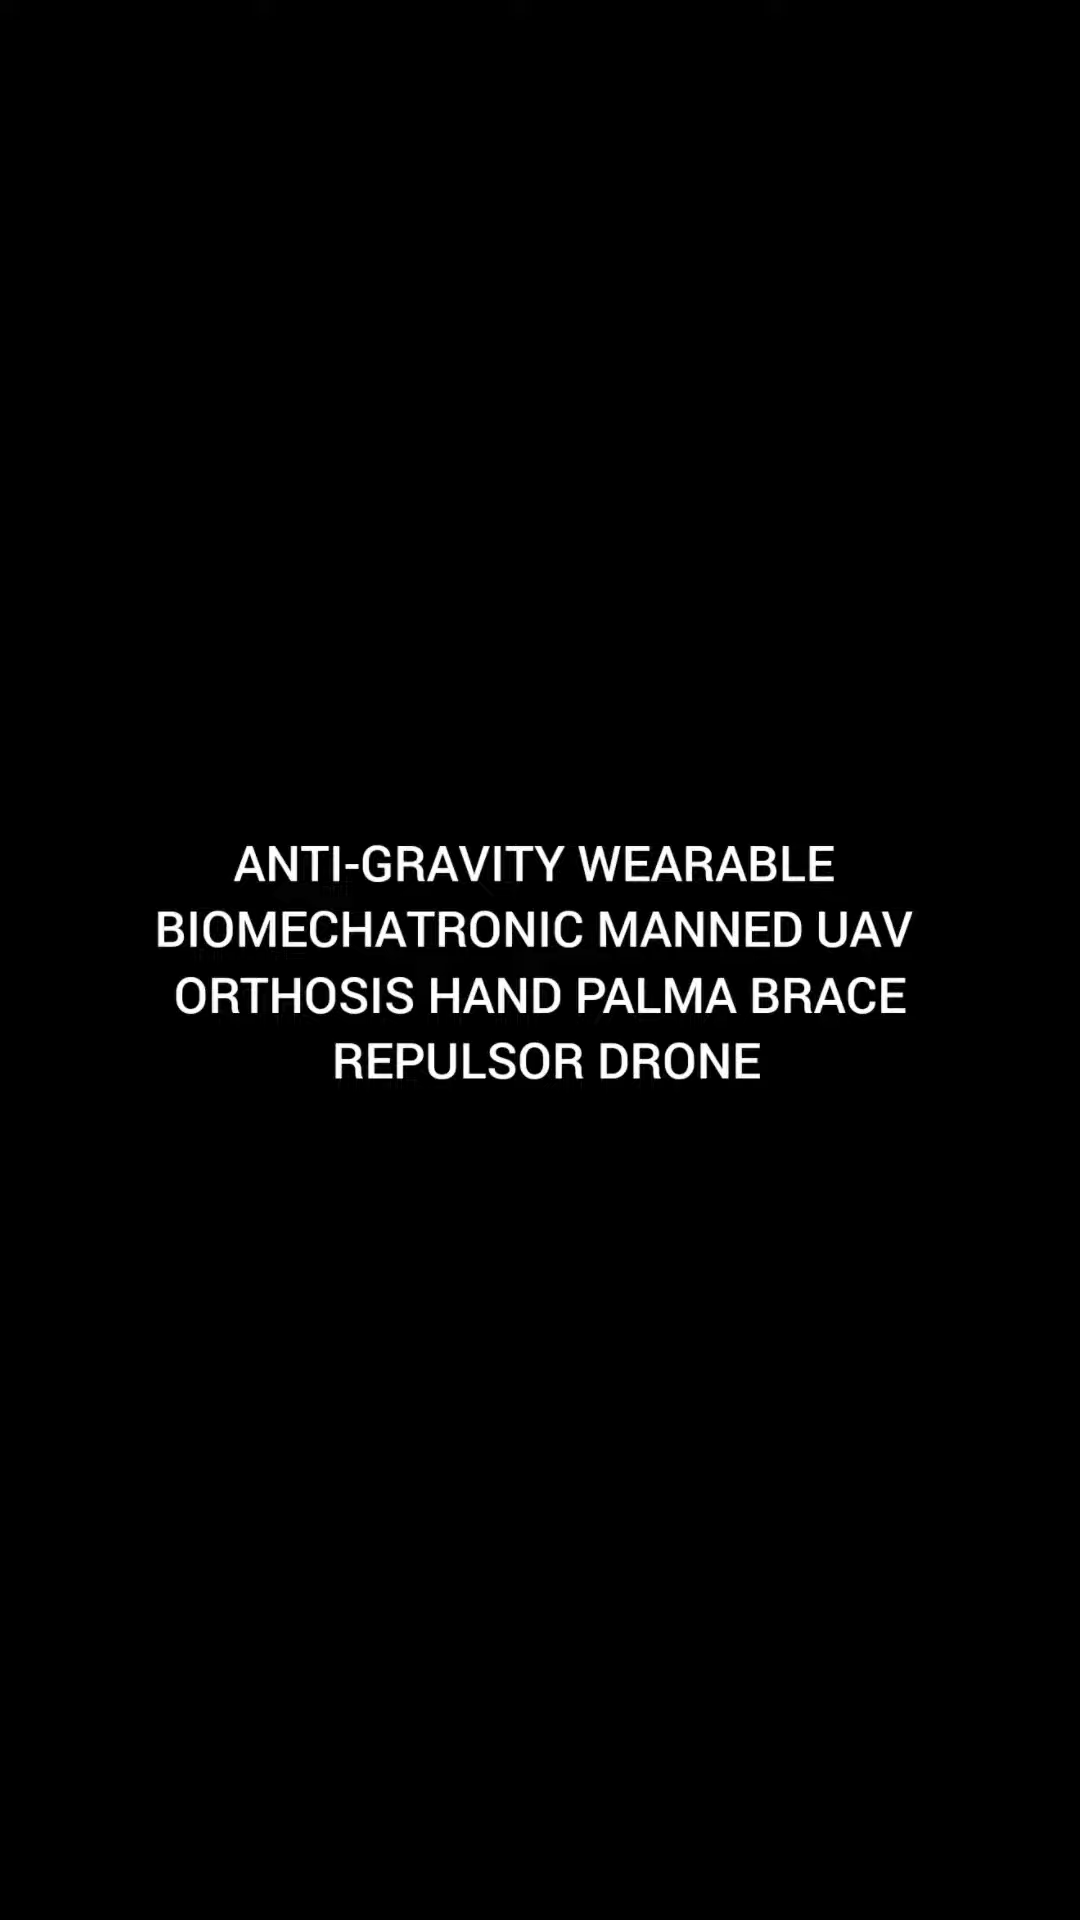 ANTI-GRAVITY WEARABLE
BIOMECHATRONIC MANNED UAV
ORTHOSIS HAND PALMA BRACE
REPULSOR DRONE